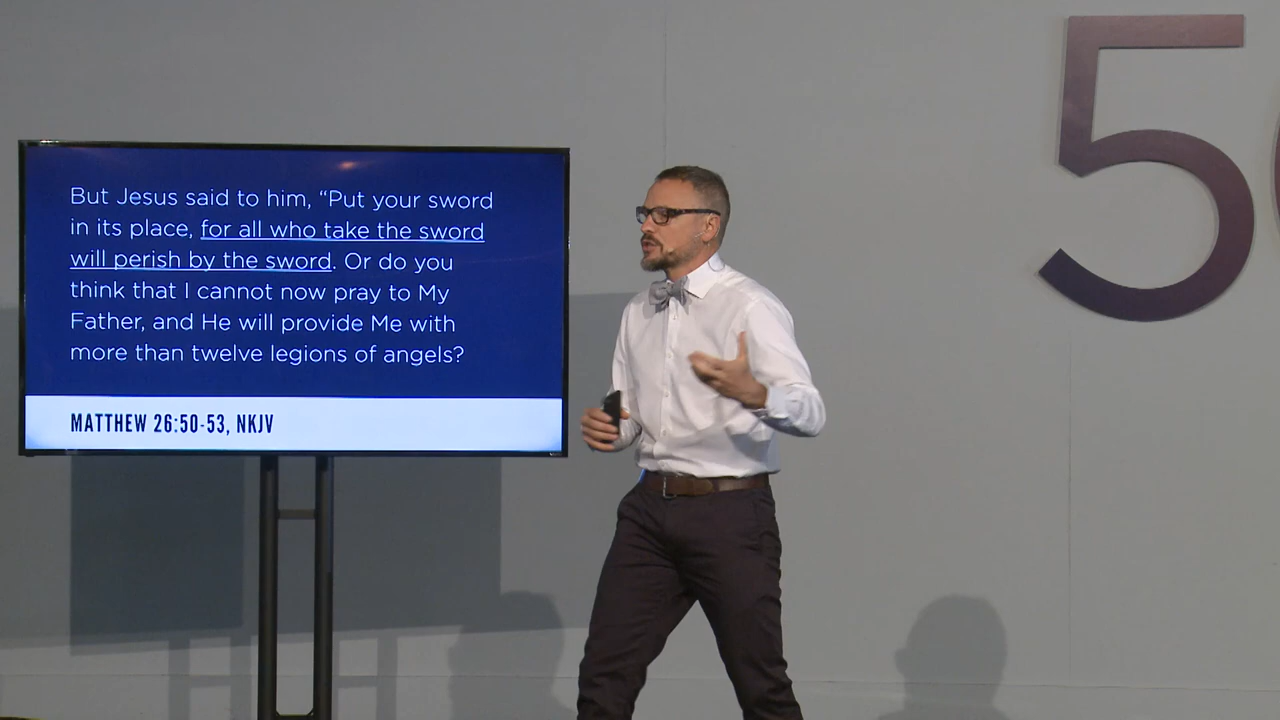 But Jesus said to him, “Put your sword
in its place, for all who take the sword
will perish by the sword. Or do you
think that I cannot now pray to My
Father, and He will provide Me with
more than twelve legions of angels?
MATTHEW 26:50-53, NKJV
5